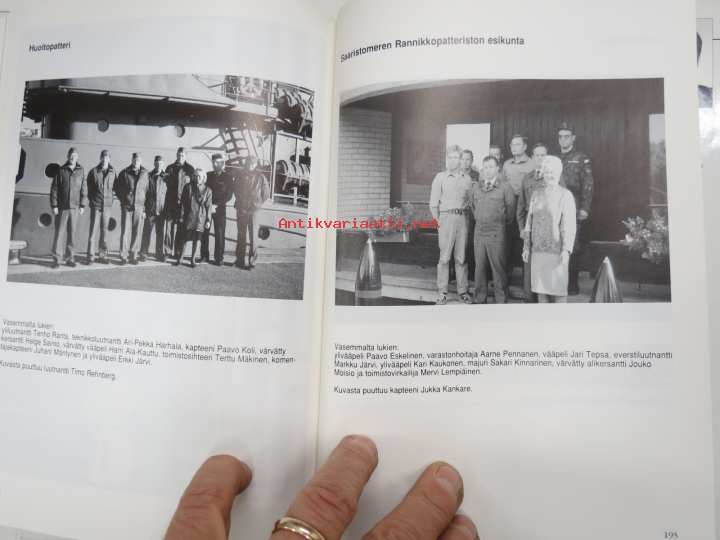 Huoltopatteri
Vasemmalta lukien:
yliluutnantti Tenho Ranta, teknikkoluutnantti Ari-Pekka Harhala, kapteeni Paavo Koli, värvätty
kersantti Helge Sainio, värvätty vääpeli Harri Ala-Kauttu, toimistosihteeri Terttu Mäkinen, komen-
tajakapteeni Juhani Mäntynen ja ylivääpeli Erkki Järvi.
Kuvasta puuttuu luutnantti Timo Rehnberg.
Saaristomeren Rannikkopatteriston esikunta
Antikvariaatti.net
Vasemmalta lukien:
ylivääpeli Paavo Eskelinen, varastonhoitaja Aarne Pennanen, vääpeli Jari Tepsa, everstiluutnantti
Markku Järvi, ylivääpeli Kari Kaukonen, majuri Sakari Kinnarinen, värvätty alikersantti Jouko
Moisio ja toimistovirkailija Mervi Lempiäinen.
Kuvasta puuttuu kapteeni Jukka Kankare.
195